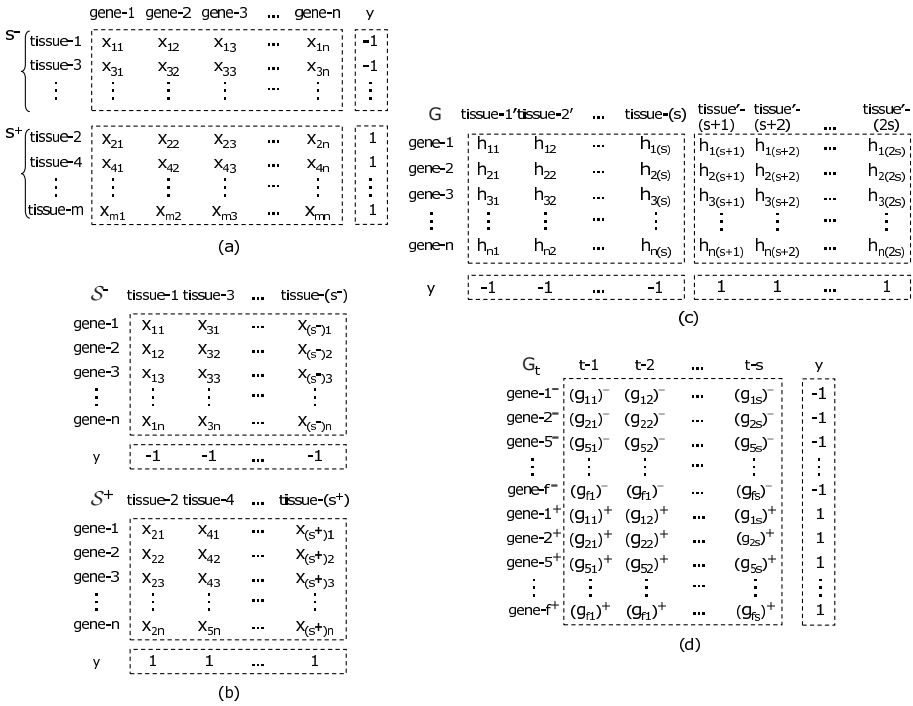 gene-1 gene-2 gene-3 ... gene-n y
S⁻ tissue-1 x₁₁ x₁₂ x₁₃ ... x₁ₙ -1
tissue-3 x₃₁ x₃₂ x₃₃ ... x₃ₙ -1
⋮ ⋮ ⋮ ⋮ ... ⋮ ⋮
S⁺ tissue-2 x₂₁ x₂₂ x₂₃ ... x₂ₙ 1
tissue-4 x₄₁ x₄₂ x₄₃ ... x₄ₙ 1
⋮ ⋮ ⋮ ⋮ ... ⋮ ⋮
tissue-m xₘ₁ xₘ₂ xₘ₃ ... xₘₙ 1
(a)
S⁻ tissue-1 tissue-3 ... tissue-(s⁻)
gene-1 x₁₁ x₃₁ ... x₍ₛ⁻₎₁
gene-2 x₁₂ x₃₂ ... x₍ₛ⁻₎₂
gene-3 x₁₃ x₃₃ ... x₍ₛ⁻₎₃
⋮ ⋮ ⋮ ... ⋮
gene-n x₁ₙ x₃ₙ ... x₍ₛ⁻₎ₙ
y -1 -1 ... -1
S⁺ tissue-2 tissue-4 ... tissue-(s⁺)
gene-1 x₂₁ x₄₁ ... x₍ₛ⁺₎₁
gene-2 x₂₂ x₄₂ ... x₍ₛ⁺₎₂
gene-3 x₂₃ x₄₃ ... x₍ₛ⁺₎₃
⋮ ⋮ ⋮ ... ⋮
gene-n x₂ₙ x₅ₙ ... x₍ₛ⁺₎ₙ
y 1 1 ... 1
(b)
G tissue-1' tissue-2' ... tissue-(s) tissue'-(s+1) tissue'-(s+2) ... tissue'-(2s)
gene-1 h₁₁ h₁₂ ... h₁₍ₛ₎ h₁₍ₛ₊₁₎ h₁₍ₛ₊₂₎ ... h₁₍₂ₛ₎
gene-2 h₂₁ h₂₂ ... h₂₍ₛ₎ h₂₍ₛ₊₁₎ h₂₍ₛ₊₂₎ ... h₂₍₂ₛ₎
gene-3 h₃₁ h₃₂ ... h₃₍ₛ₎ h₃₍ₛ₊₁₎ h₃₍ₛ₊₂₎ ... h₃₍₂ₛ₎
⋮ ⋮ ⋮ ... ⋮ ⋮ ⋮ ... ⋮
gene-n hₙ₁ hₙ₂ ... hₙ₍ₛ₎ hₙ₍ₛ₊₁₎ hₙ₍ₛ₊₂₎ ... hₙ₍₂ₛ₎
y -1 -1 ... -1 1 1 ... 1
(c)
Gₜ t-1 t-2 ... t-s y
gene-1⁻ (g₁₁)⁻ (g₁₂)⁻ ... (g₁ₛ)⁻ -1
gene-2⁻ (g₂₁)⁻ (g₂₂)⁻ ... (g₂ₛ)⁻ -1
gene-5⁻ (g₅₁)⁻ (g₅₂)⁻ ... (g₅ₛ)⁻ -1
⋮ ⋮ ⋮ ... ⋮ ⋮
gene-f⁻ (g_f1)⁻ (g_f1)⁻ ... (g_fs)⁻ -1
gene-1⁺ (g₁₁)⁺ (g₁₂)⁺ ... (g₁ₛ)⁺ 1
gene-2⁺ (g₂₁)⁺ (g₂₂)⁺ ... (g₂ₛ)⁺ 1
gene-5⁺ (g₅₁)⁺ (g₅₂)⁺ ... (g₅ₛ)⁺ 1
⋮ ⋮ ⋮ ... ⋮ ⋮
gene-f⁺ (g_f1)⁺ (g_f1)⁺ ... (g_fs)⁺ 1
(d)